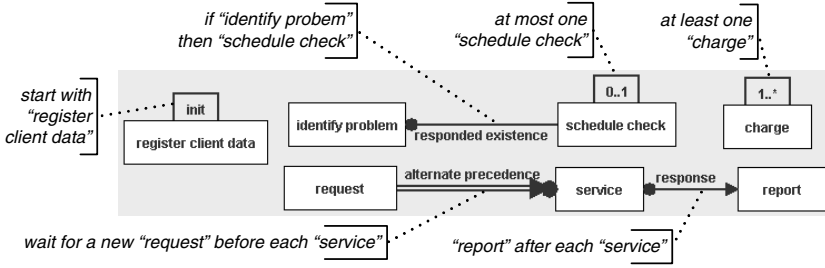 if “identify probem”
then “schedule check”
at most one
“schedule check”
at least one
“charge”
start with
“register
client data”
init
register client data
identify problem
responded existence
0..1
schedule check
1..*
charge
request
alternate precedence
service
response
report
wait for a new “request” before each “service”
“report” after each “service”